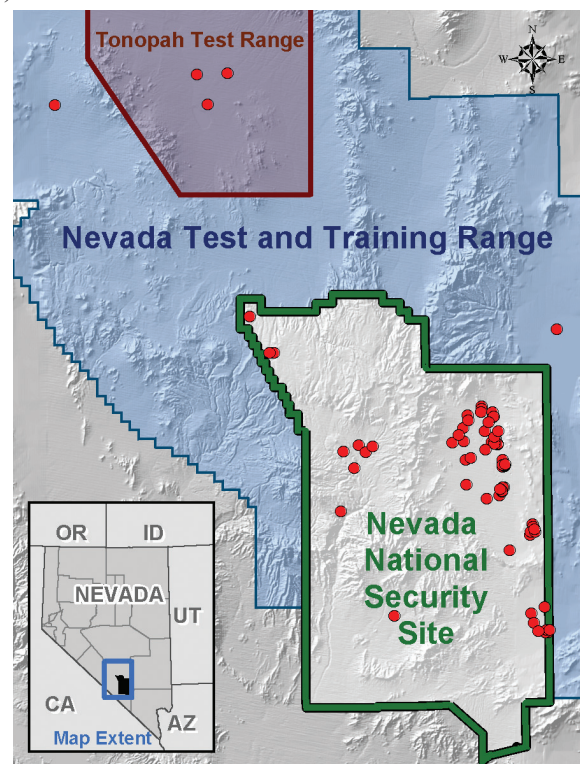 Tonopah Test Range
N
W
E
S
Nevada Test and Training Range
Nevada
National
Security
Site
OR
ID
NEVADA
UT
CA
AZ
Map Extent